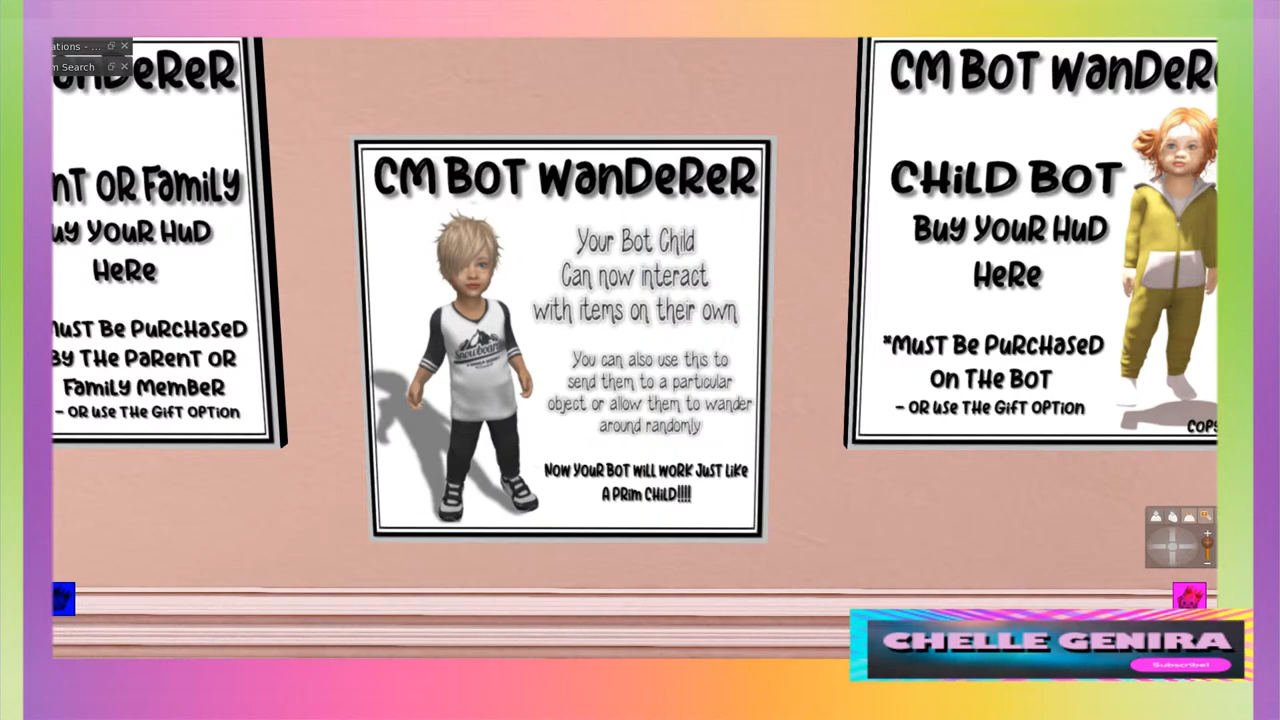 ations - ...
m Search
WanDeReR
nT OR Family
uy YOuR HuD
HeRe
MusT Be PuRCHaseD
By THe PaRenT OR
Family MemBeR
- OR use THe GiFT OPTion
CM BOT WanDeReR
Your Bot Child
Can now interact
with items on their own
You can also use this to
send them to a particular
object or allow them to wander
around randomly
NOW YOUR BOT WiLL WORK JUST LiKe
A PRim CHiLD!!!!
Snowboard
CM BOT WanDeR
CHiLD BOT
Buy YOuR HuD
HeRe
*MusT Be PuRCHaseD
On THe BOT
- OR use THe GiFT OPTion
COPY
CHELLE GENIRA
Subscribe!